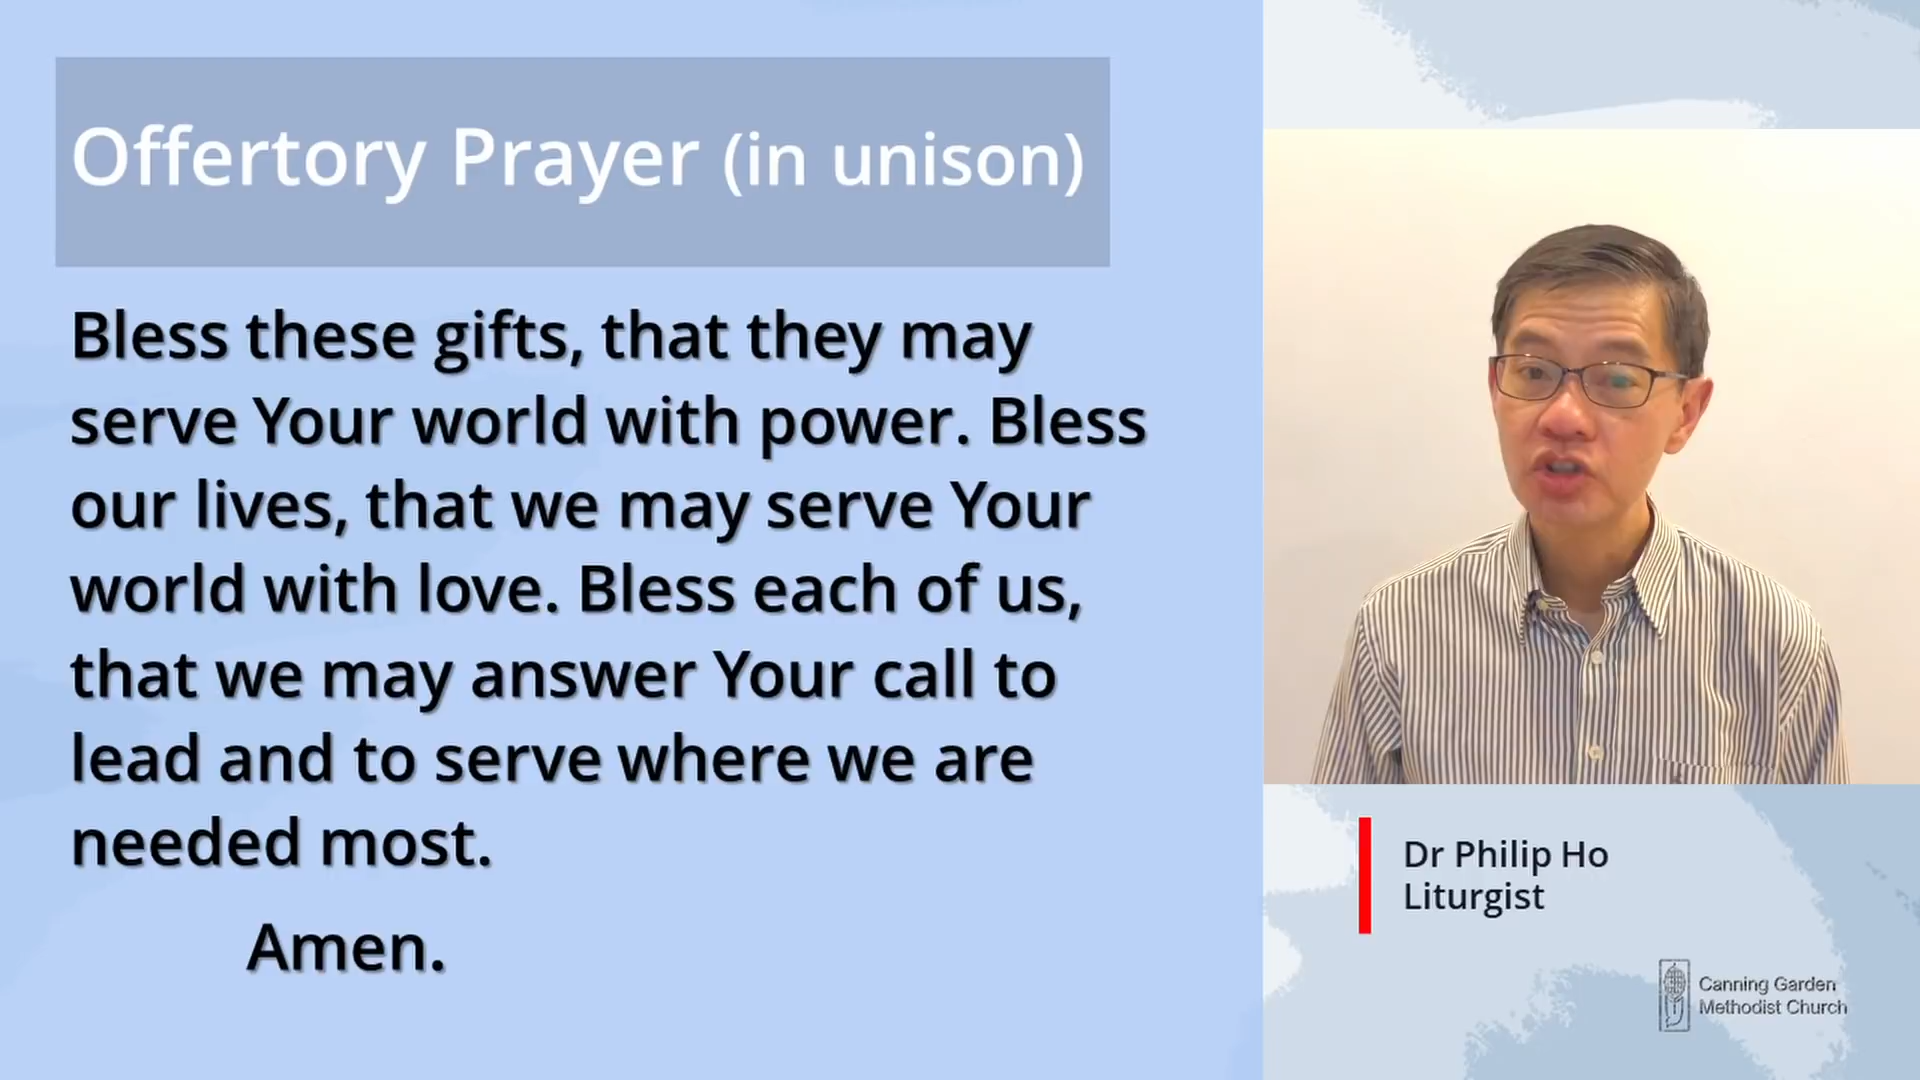 Offertory Prayer (in unison)
Bless these gifts, that they may
serve Your world with power. Bless
our lives, that we may serve Your
world with love. Bless each of us,
that we may answer Your call to
lead and to serve where we are
needed most.
Amen.
Dr Philip Ho
Liturgist
Canning Garden
Methodist Church